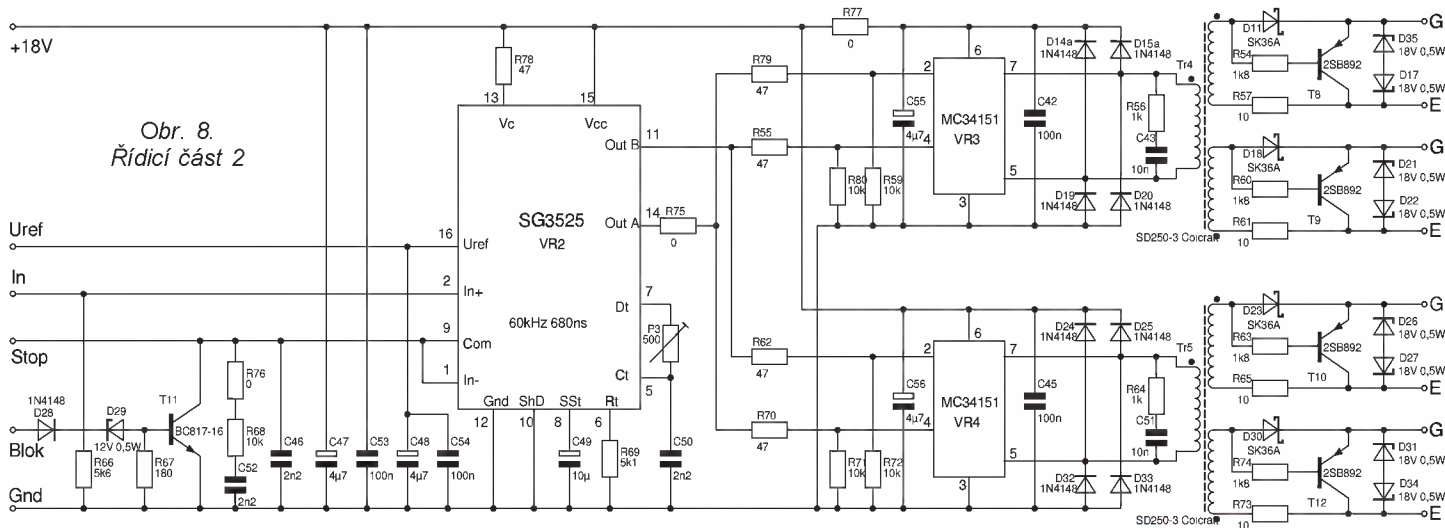 +18V
Obr. 8.
Řídicí část 2
Uref
In
Stop
Blok
Gnd
1N4148
D28
D29
12V 0,5W
R66
5k6
R67
180
T11
BC817-16
R76
0
R68
10k
C52
2n2
C46
2n2
C47
4µ7
C53
100n
C48
4µ7
C54
100n
R78
47
13
15
Vc
Vcc
Out B
11
Out A
14
SG3525
VR2
16
Uref
2
In+
9
Com
1
In-
60kHz 680ns
7
Dt
Ct
5
P3
500
Gnd
ShD
SSt
Rt
12
10
8
6
C49
10µ
R69
5k1
C50
2n2
R75
0
R77
0
R79
47
R55
47
R62
47
R70
47
R80
10k
R59
10k
C55
4µ7
6
2
7
MC34151
VR3
4
5
3
C42
100n
D14a
1N4148
D15a
1N4148
D19
1N4148
D20
1N4148
R56
1k
C43
10n
Tr4
SD250-3 Coilcraft
R71
10k
R72
10k
C56
4µ7
6
2
7
MC34151
VR4
4
5
3
C45
100n
D24
1N4148
D25
1N4148
D32
1N4148
D33
1N4148
R64
1k
C51
10n
Tr5
SD250-3 Coilcraft
D11
SK36A
R54
1k8
R57
10
2SB892
T8
D35
18V 0,5W
D17
18V 0,5W
G
E
D18
SK36A
R60
1k8
R61
10
2SB892
T9
D21
18V 0,5W
D22
18V 0,5W
G
E
D23
SK36A
R63
1k8
R65
10
2SB892
T10
D26
18V 0,5W
D27
18V 0,5W
G
E
D30
SK36A
R74
1k8
R73
10
2SB892
T12
D31
18V 0,5W
D34
18V 0,5W
G
E